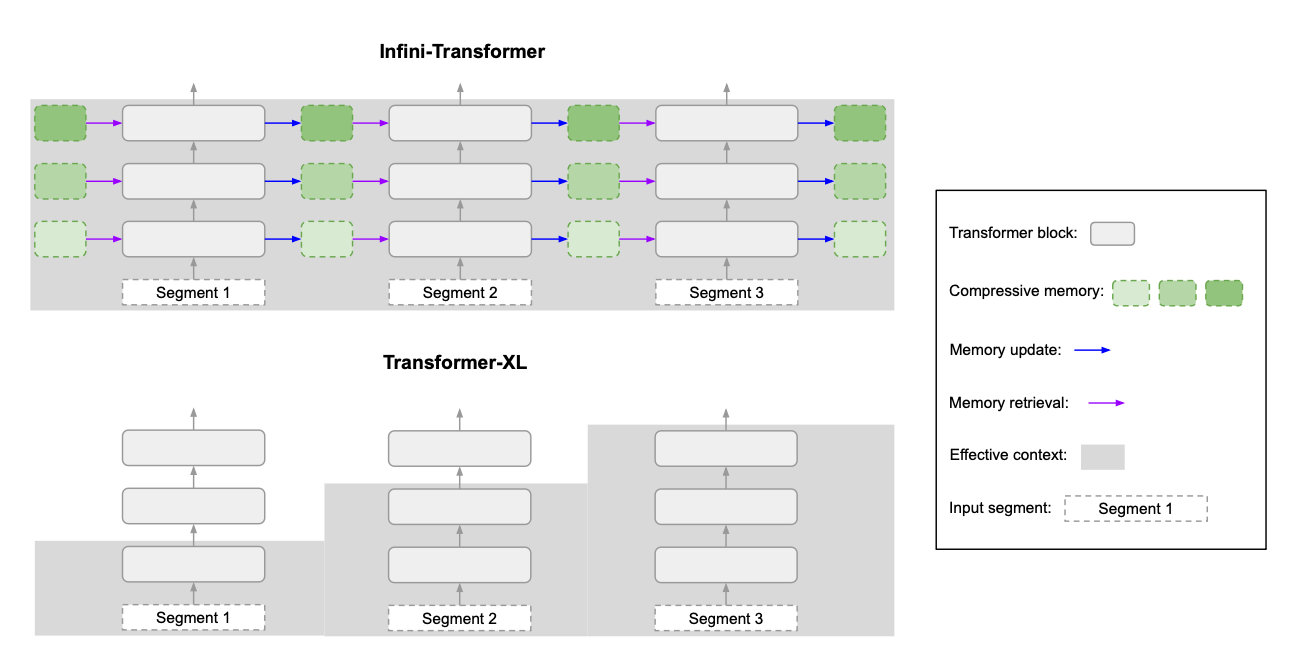 Infini-Transformer
Segment 1
Segment 2
Segment 3
Transformer-XL
Segment 1
Segment 2
Segment 3
Transformer block:
Compressive memory:
Memory update:
Memory retrieval:
Effective context:
Input segment: Segment 1